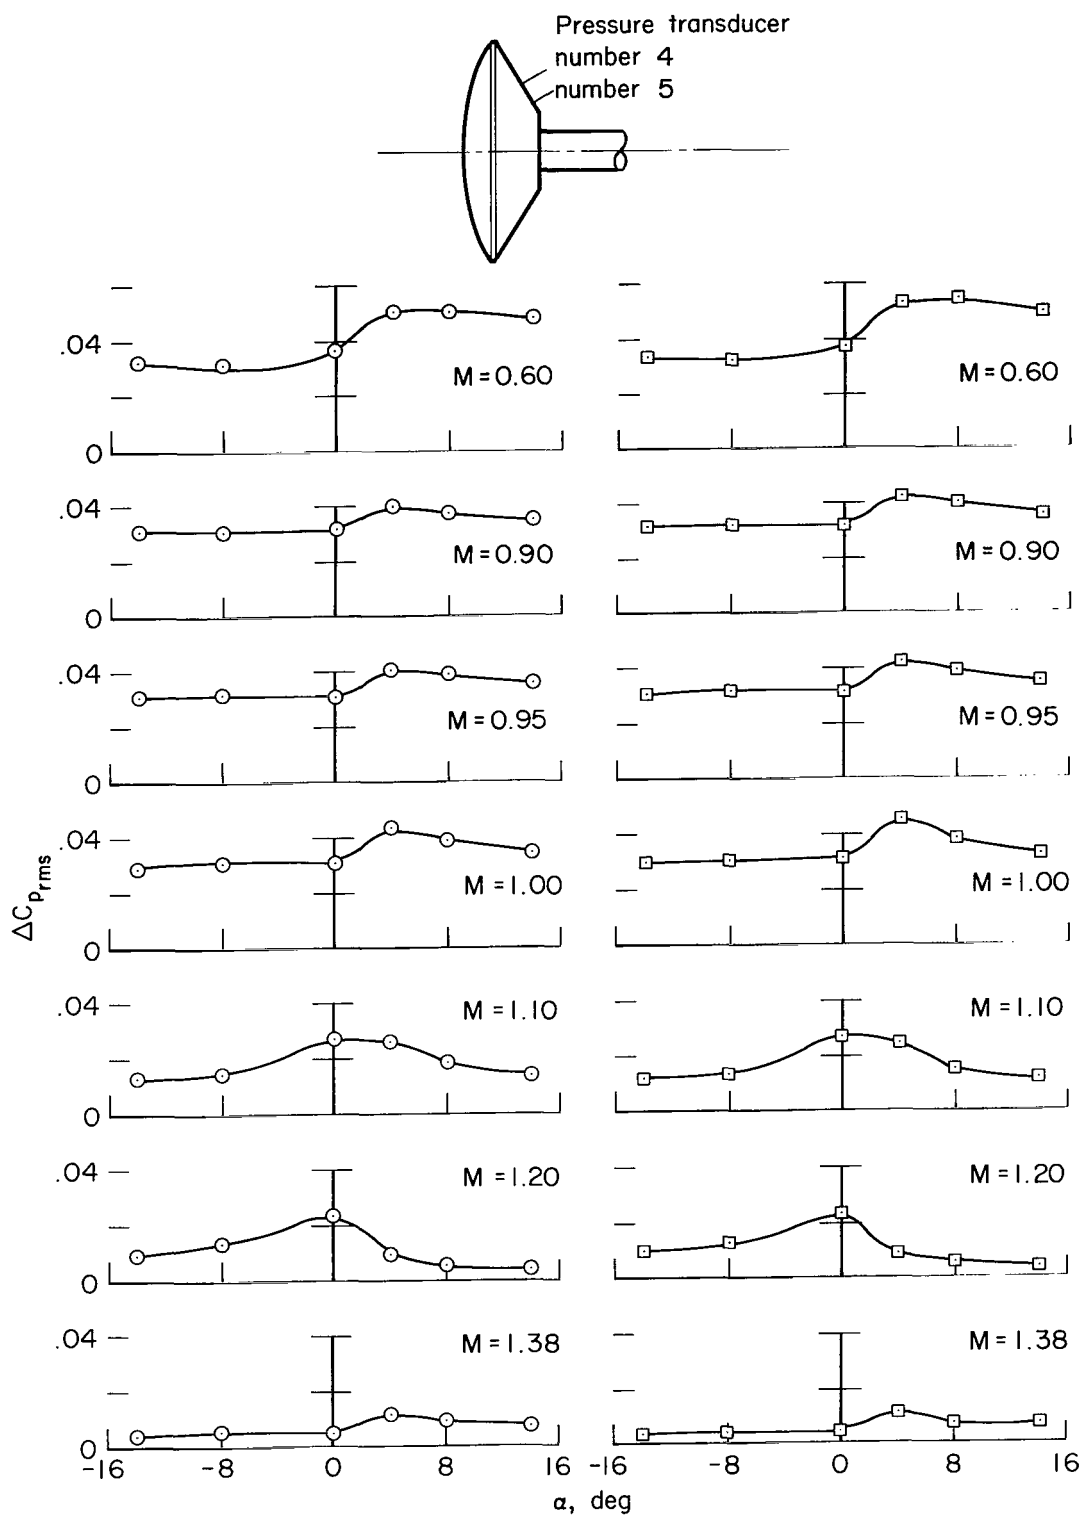 Pressure transducer
number 4
number 5
.04
M = 0.60
M = 0.60
0
.04
M = 0.90
M = 0.90
0
.04
M = 0.95
M = 0.95
0
.04
M = 1.00
M = 1.00
ΔCprms
0
.04
M = 1.10
M = 1.10
0
.04
M = 1.20
M = 1.20
0
.04
M = 1.38
M = 1.38
0
-16 -8 0 8 16 -16 -8 0 8 16
α, deg